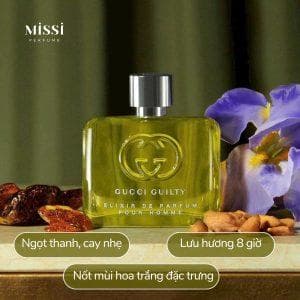 MISSI
PERFUME
GUCCI GUILTY
ELIXIR DE PARFUM
POUR HOMME
Ngọt thanh, cay nhẹ
Lưu hương 8 giờ
Nốt mùi hoa trắng đặc trưng